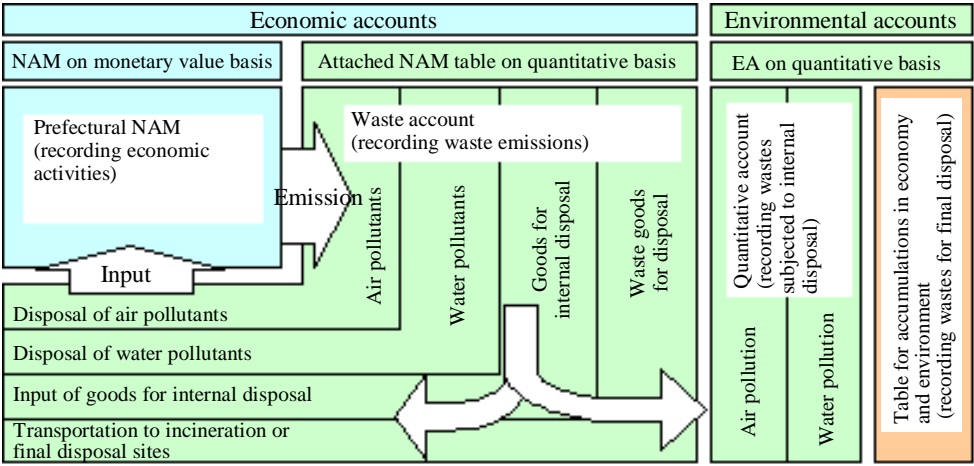 Economic accounts
Environmental accounts
NAM on monetary value basis
Attached NAM table on quantitative basis
EA on quantitative basis
Prefectural NAM
(recording economic
activities)
Emission
Input
Waste account
(recording waste emissions)
Air pollutants
Water pollutants
Goods for
internal disposal
Waste goods
for disposal
Disposal of air pollutants
Disposal of water pollutants
Input of goods for internal disposal
Transportation to incineration or
final disposal sites
Quantitative account
(recording wastes
subjected to internal
disposal)
Air pollution
Water pollution
Table for accumulations in economy
and environment
(recording wastes for final disposal)